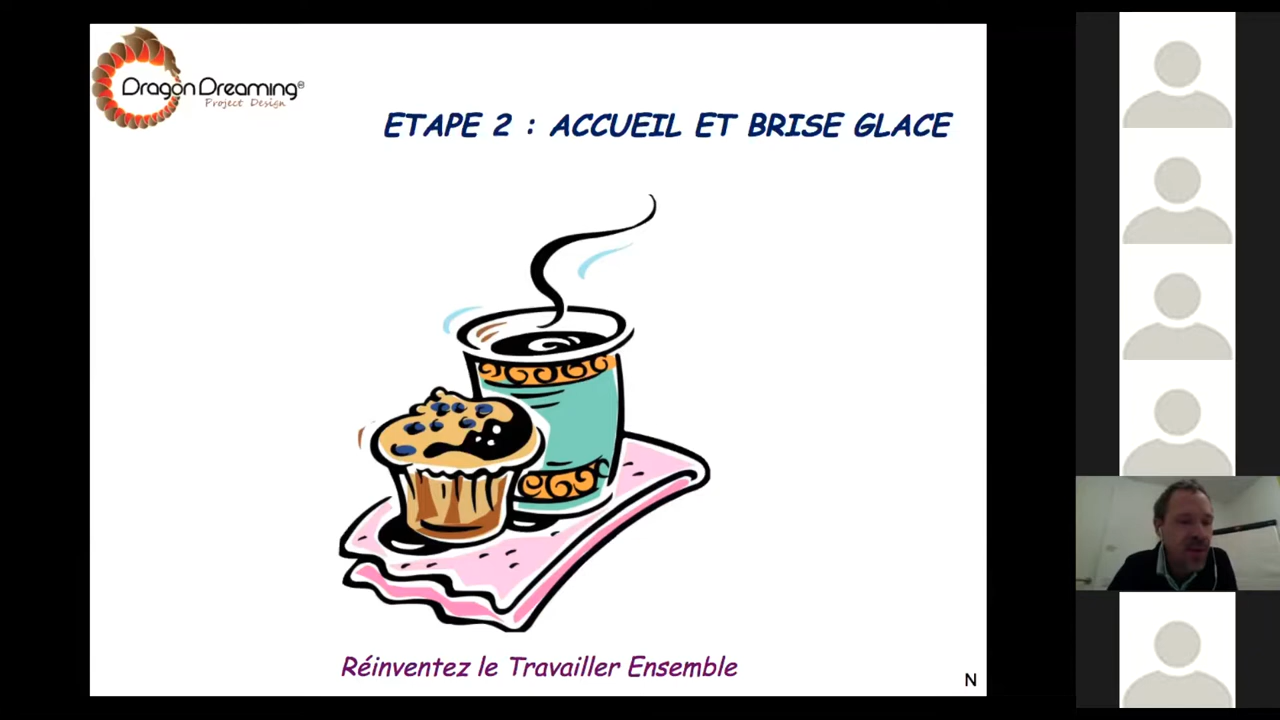 Dragon Dreaming®
Project Design
ETAPE 2 : ACCUEIL ET BRISE GLACE
Réinventez le Travailler Ensemble
N